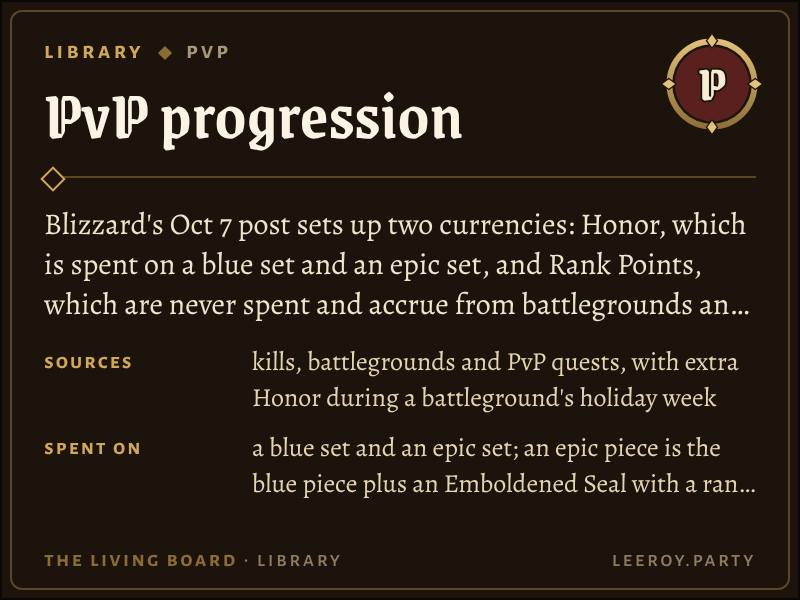 LIBRARY ◆ PVP
P
PvP progression
Blizzard's Oct 7 post sets up two currencies: Honor, which
is spent on a blue set and an epic set, and Rank Points,
which are never spent and accrue from battlegrounds an…
SOURCES
kills, battlegrounds and PvP quests, with extra
Honor during a battleground's holiday week
SPENT ON
a blue set and an epic set; an epic piece is the
blue piece plus an Emboldened Seal with a ran…
THE LIVING BOARD · LIBRARY
LEEROY.PARTY